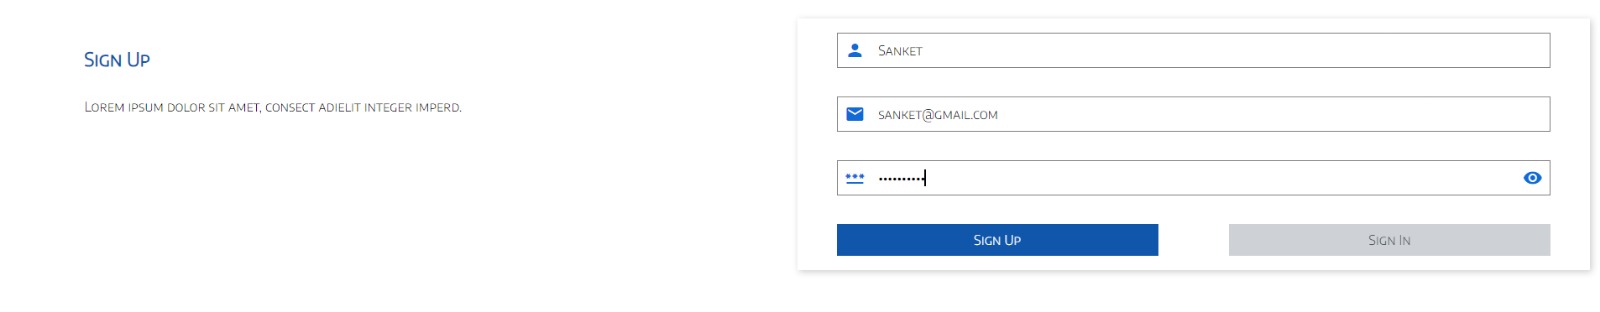 Sign Up
Lorem ipsum dolor sit amet, consect adielit integer imperd.
Sanket
sanket@gmail.com
••••••••••
Sign Up
Sign In